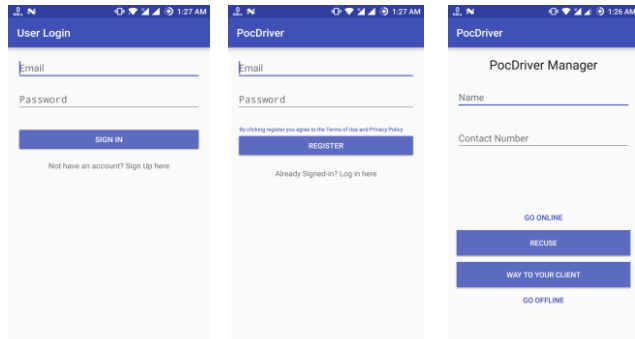 1:27 AM
User Login
Email
Password
SIGN IN
Not have an account? Sign Up here
1:27 AM
PocDriver
Email
Password
By clicking register you agree to the Terms of Use and Privacy Policy
REGISTER
Already Signed-in? Log in here
1:26 AM
PocDriver
PocDriver Manager
Name
Contact Number
GO ONLINE
RECUSE
WAY TO YOUR CLIENT
GO OFFLINE